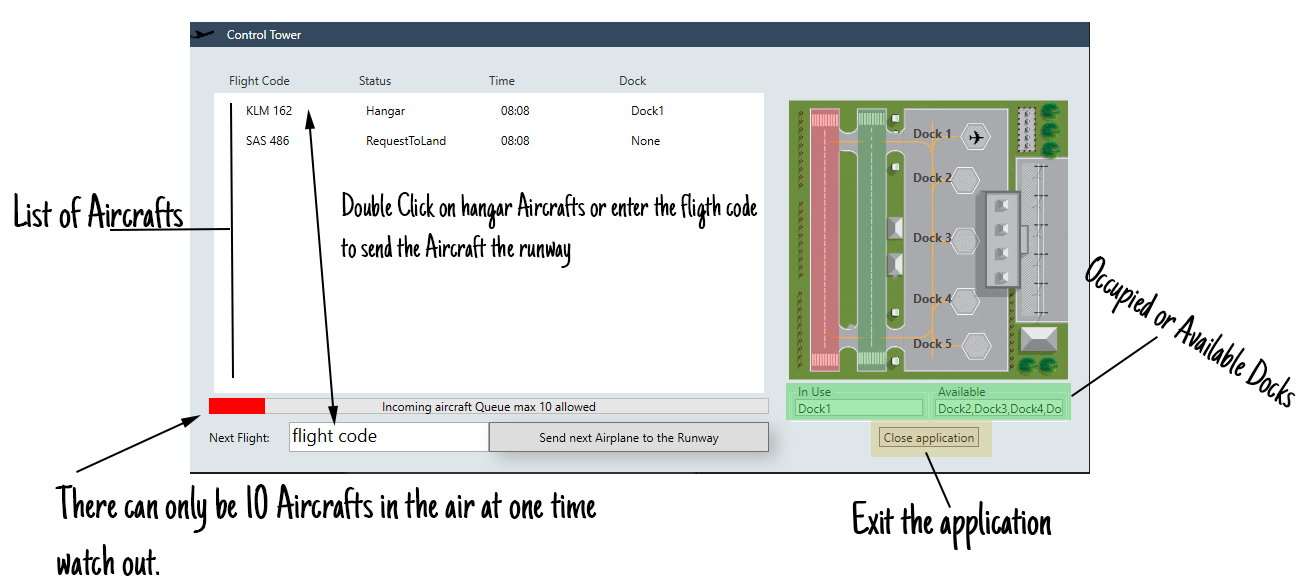 Control Tower
Flight Code Status Time Dock
KLM 162 Hangar 08:08 Dock1
SAS 486 RequestToLand 08:08 None
List of Aircrafts
Double Click on hangar Aircrafts or enter the fligth code
to send the Aircraft the runway
Dock 1
Dock 2
Dock 3
Dock 4
Dock 5
Occupied or Available Docks
In Use Available
Dock1 Dock2,Dock3,Dock4,Do
Incoming aircraft Queue max 10 allowed
Next Flight: flight code Send next Airplane to the Runway
Close application
There can only be 10 Aircrafts in the air at one time
watch out.
Exit the application